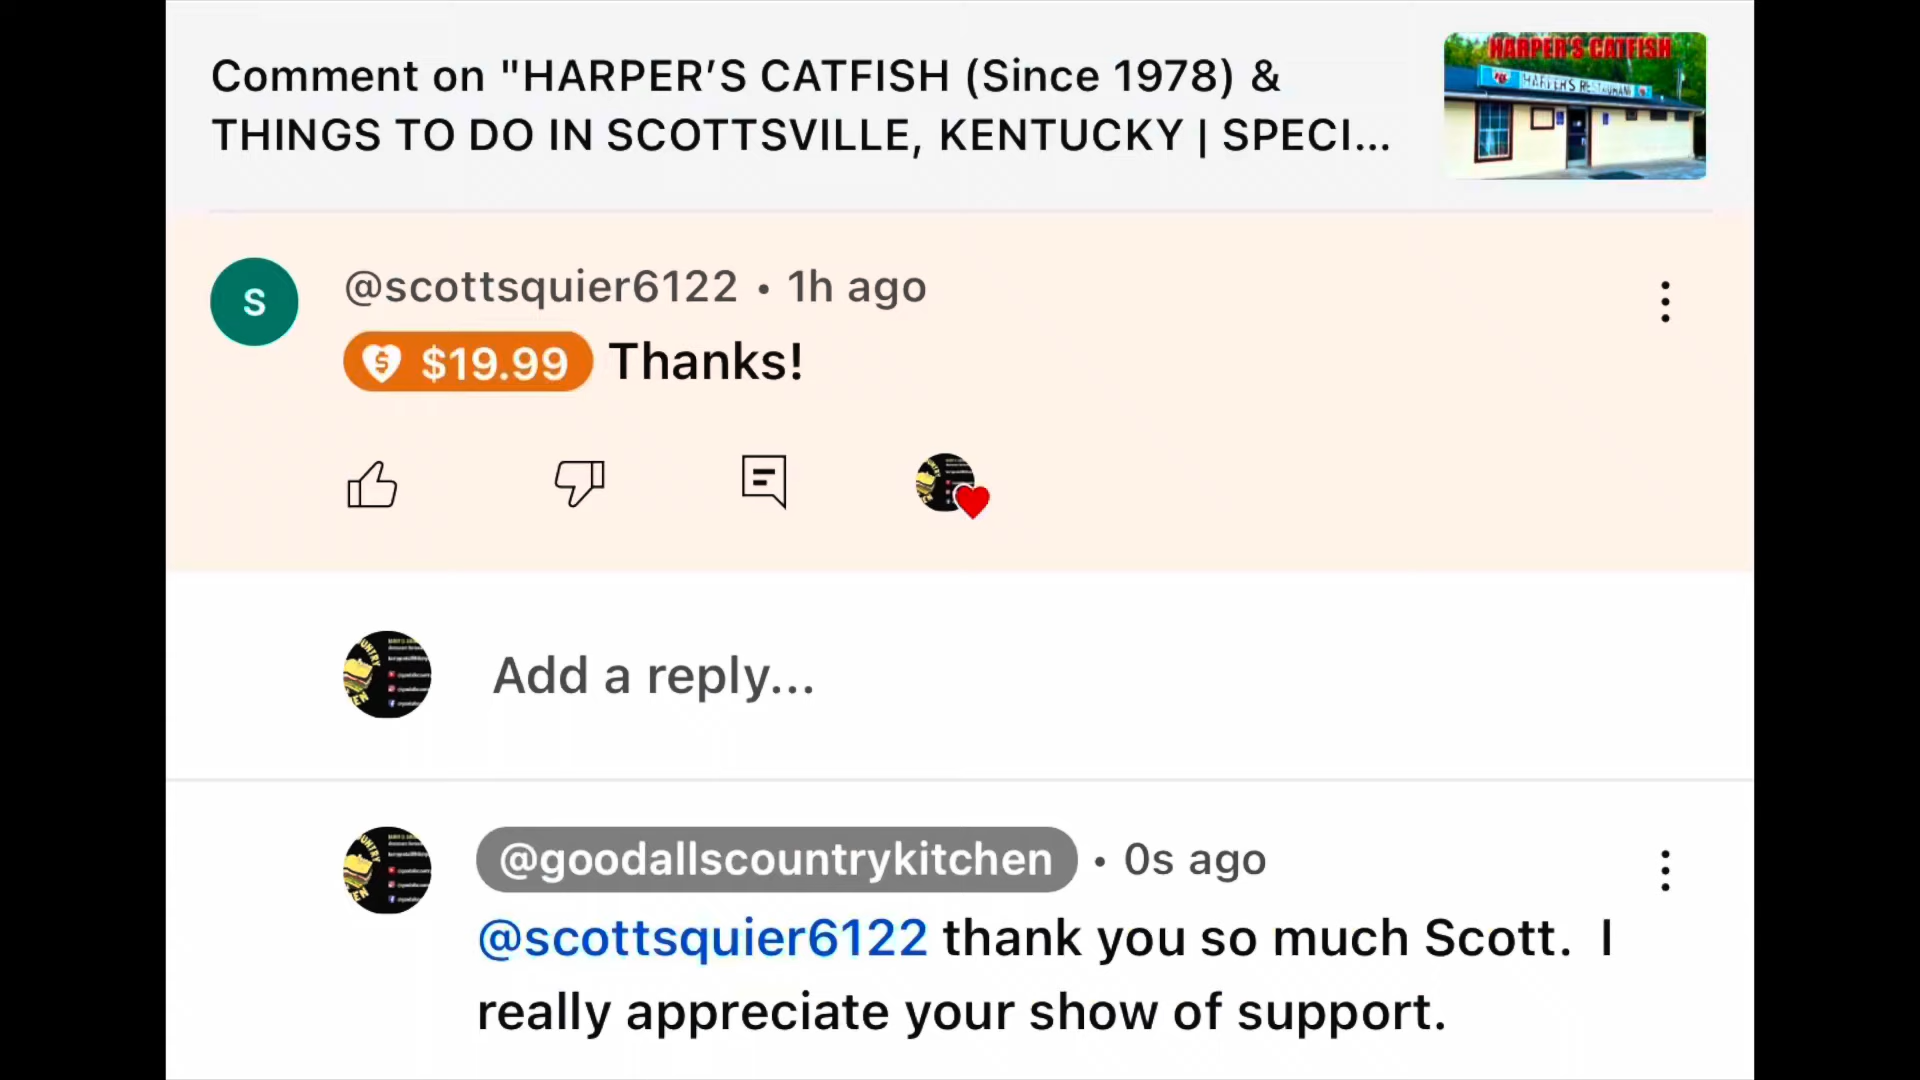 Comment on "HARPER’S CATFISH (Since 1978) &
THINGS TO DO IN SCOTTSVILLE, KENTUCKY | SPECI...
HARPER'S CATFISH
HARPER'S RESTAURANT
S
@scottsquier6122 • 1h ago
$19.99 Thanks!
Add a reply...
@goodallscountrykitchen • 0s ago
@scottsquier6122 thank you so much Scott. I
really appreciate your show of support.